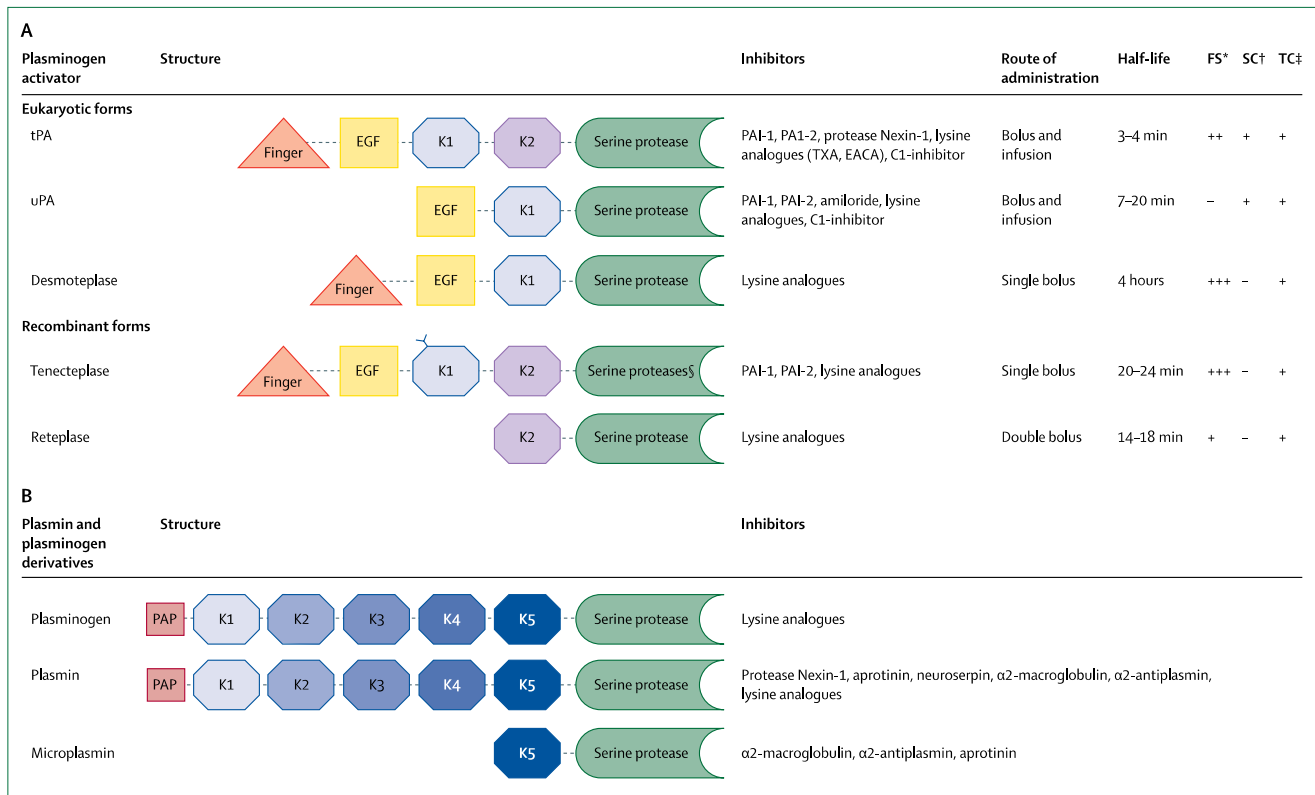 A
Plasminogen activator Structure Inhibitors Route of administration Half-life FS* SC† TC‡
Eukaryotic forms
tPA Finger EGF K1 K2 Serine protease PAI-1, PA1-2, protease Nexin-1, lysine analogues (TXA, EACA), C1-inhibitor Bolus and infusion 3–4 min ++ + +
uPA EGF K1 Serine protease PAI-1, PAI-2, amiloride, lysine analogues, C1-inhibitor Bolus and infusion 7–20 min – + +
Desmoteplase Finger EGF K1 Serine protease Lysine analogues Single bolus 4 hours +++ – +
Recombinant forms
Tenecteplase Finger EGF K1 K2 Serine proteases§ PAI-1, PAI-2, lysine analogues Single bolus 20–24 min +++ – +
Reteplase K2 Serine protease Lysine analogues Double bolus 14–18 min + – +
B
Plasmin and plasminogen derivatives Structure Inhibitors
Plasminogen PAP K1 K2 K3 K4 K5 Serine protease Lysine analogues
Plasmin PAP K1 K2 K3 K4 K5 Serine protease Protease Nexin-1, aprotinin, neuroserpin, α2-macroglobulin, α2-antiplasmin, lysine analogues
Microplasmin K5 Serine protease α2-macroglobulin, α2-antiplasmin, aprotinin